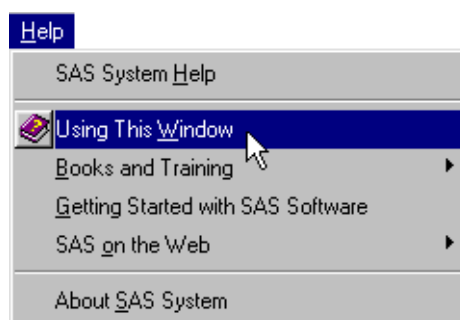 Help
SAS System Help
Using This Window
Books and Training
Getting Started with SAS Software
SAS on the Web
About SAS System